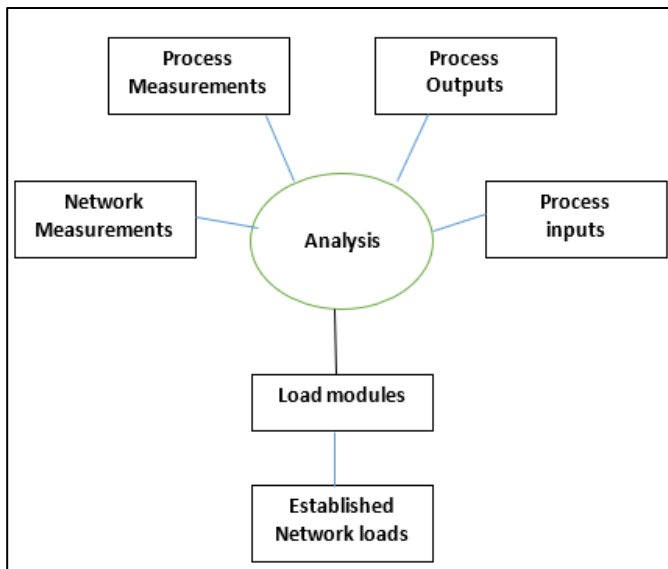 Process
Measurements
Process
Outputs
Network
Measurements
Process
inputs
Analysis
Load modules
Established
Network loads